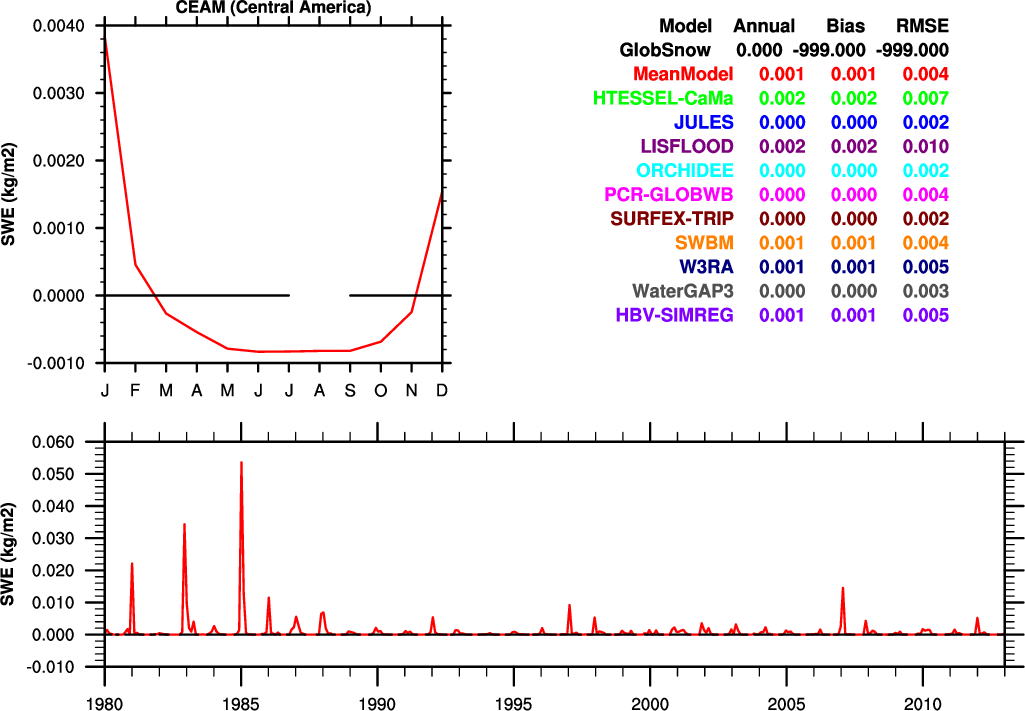 CEAM (Central America)
0.0040
0.0030
0.0020
0.0010
0.0000
-0.0010
SWE (kg/m2)
J F M A M J J A S O N D
Model Annual Bias RMSE
GlobSnow 0.000 -999.000 -999.000
MeanModel 0.001 0.001 0.004
HTESSEL-CaMa 0.002 0.002 0.007
JULES 0.000 0.000 0.002
LISFLOOD 0.002 0.002 0.010
ORCHIDEE 0.000 0.000 0.002
PCR-GLOBWB 0.000 0.000 0.004
SURFEX-TRIP 0.000 0.000 0.002
SWBM 0.001 0.001 0.004
W3RA 0.001 0.001 0.005
WaterGAP3 0.000 0.000 0.003
HBV-SIMREG 0.001 0.001 0.005
0.060
0.050
0.040
0.030
0.020
0.010
0.000
-0.010
SWE (kg/m2)
1980 1985 1990 1995 2000 2005 2010